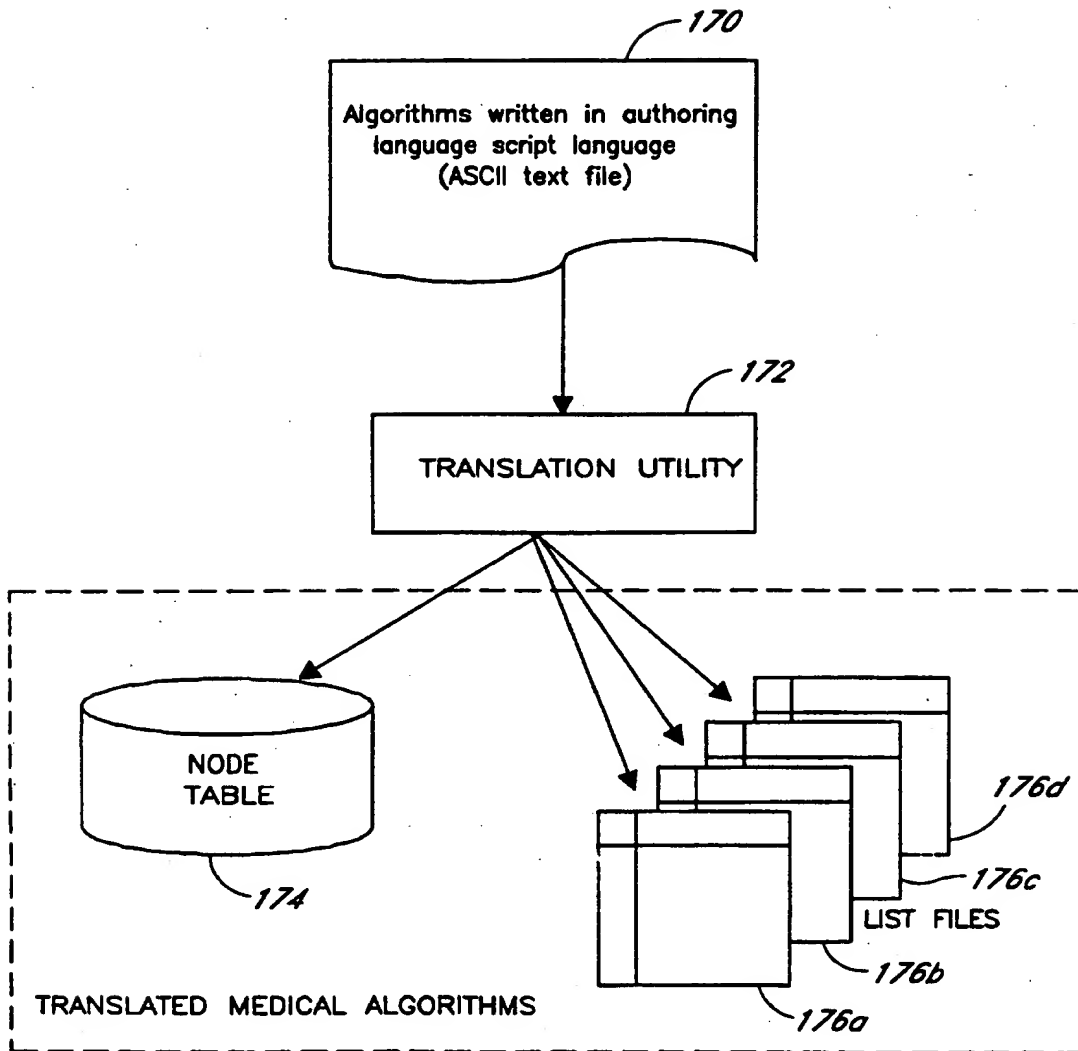 170
Algorithms written in authoring
language script language
(ASCII text file)
172
TRANSLATION UTILITY
NODE
TABLE
174
176d
176c
LIST FILES
176b
176a
TRANSLATED MEDICAL ALGORITHMS